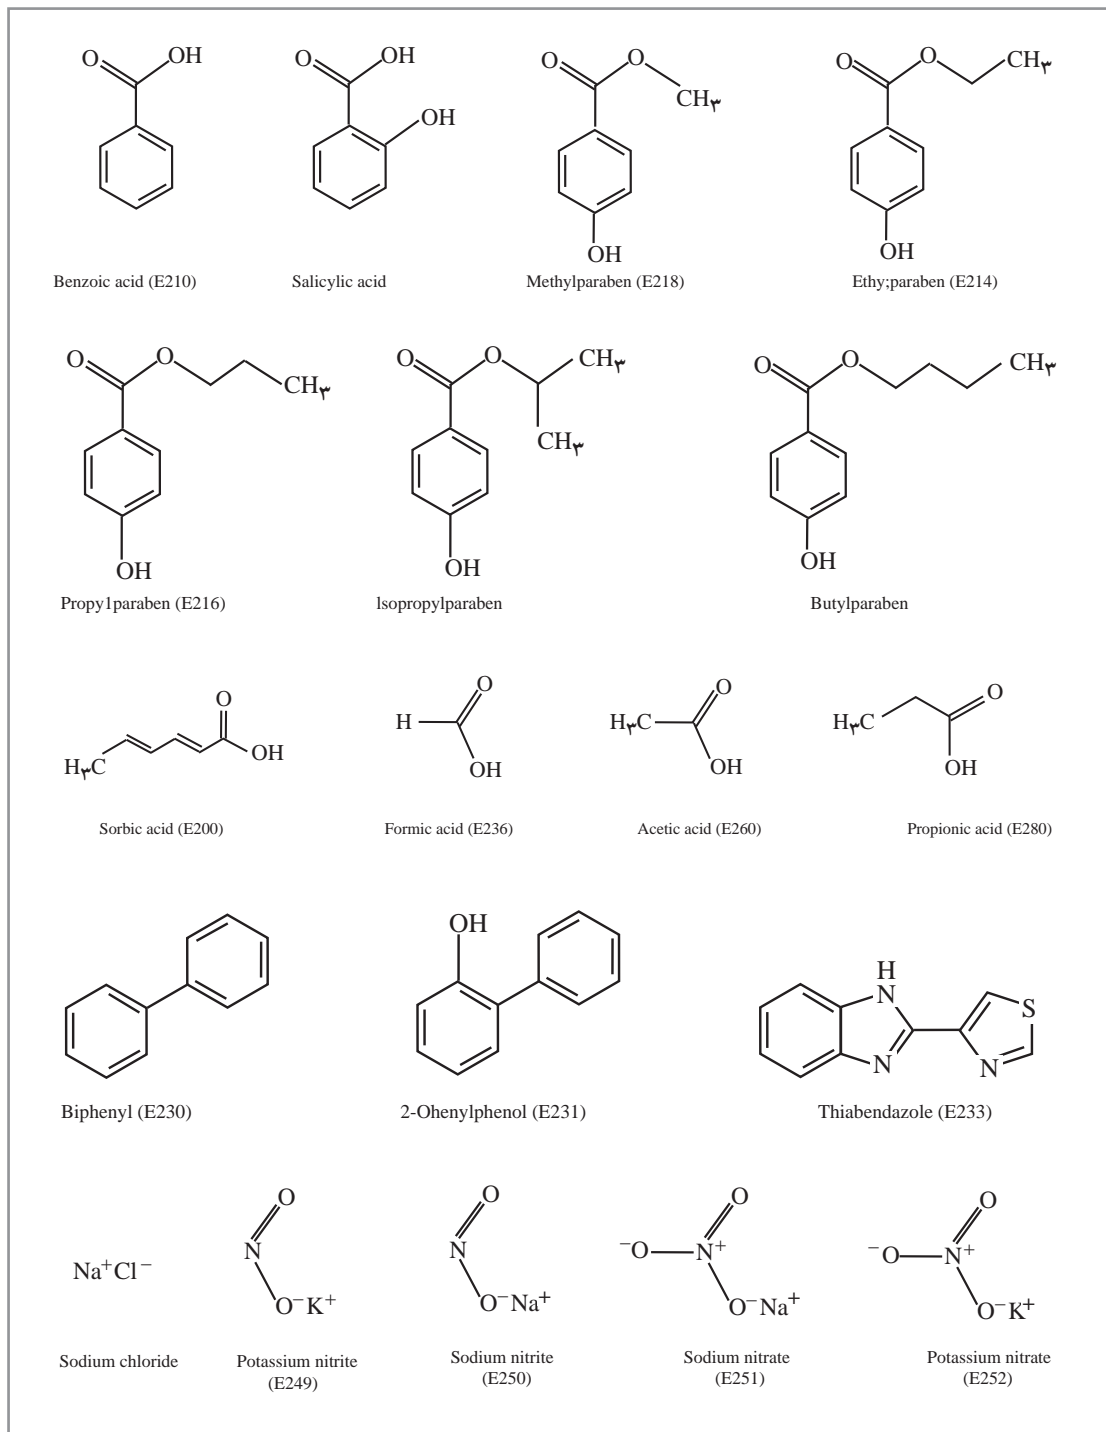 O OH
Benzoic acid (E210)
O OH
OH
Salicylic acid
O O
CH۳
OH
Methylparaben (E218)
O O CH۳
OH
Ethy;paraben (E214)
O O
CH۳
OH
Propy1paraben (E216)
O O CH۳
CH۳
OH
lsopropylparaben
O O CH۳
OH
Butylparaben
O
H۳C OH
Sorbic acid (E200)
O
H
OH
Formic acid (E236)
O
H۳C
OH
Acetic acid (E260)
O
H۳C
OH
Propionic acid (E280)
Biphenyl (E230)
OH
2-Ohenylphenol (E231)
H
N S
N N
Thiabendazole (E233)
Na⁺Cl⁻
Sodium chloride
O
N
O⁻K⁺
Potassium nitrite
(E249)
O
N
O⁻Na⁺
Sodium nitrite
(E250)
O
⁻O N⁺
O⁻Na⁺
Sodium nitrate
(E251)
O
⁻O N⁺
O⁻K⁺
Potassium nitrate
(E252)